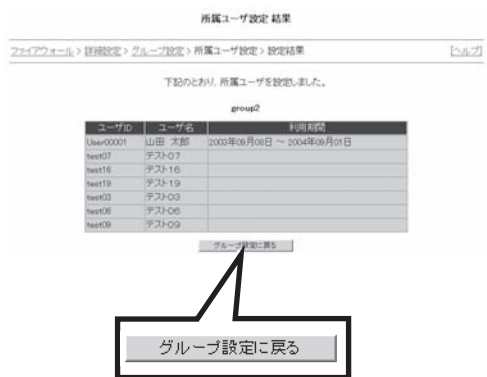 所属ユーザ設定 結果
ファイアウォール > 詳細設定 > グループ設定 > 所属ユーザ設定 > 設定結果 [ヘルプ]
下記のとおり、所属ユーザを設定しました。
group2
ユーザID ユーザ名 利用期間
User00001 山田 太郎 2003年08月08日 ~ 2004年09月01日
test07 テスト07
test16 テスト16
test19 テスト19
test03 テスト03
test06 テスト06
test09 テスト09
グループ設定に戻る
グループ設定に戻る